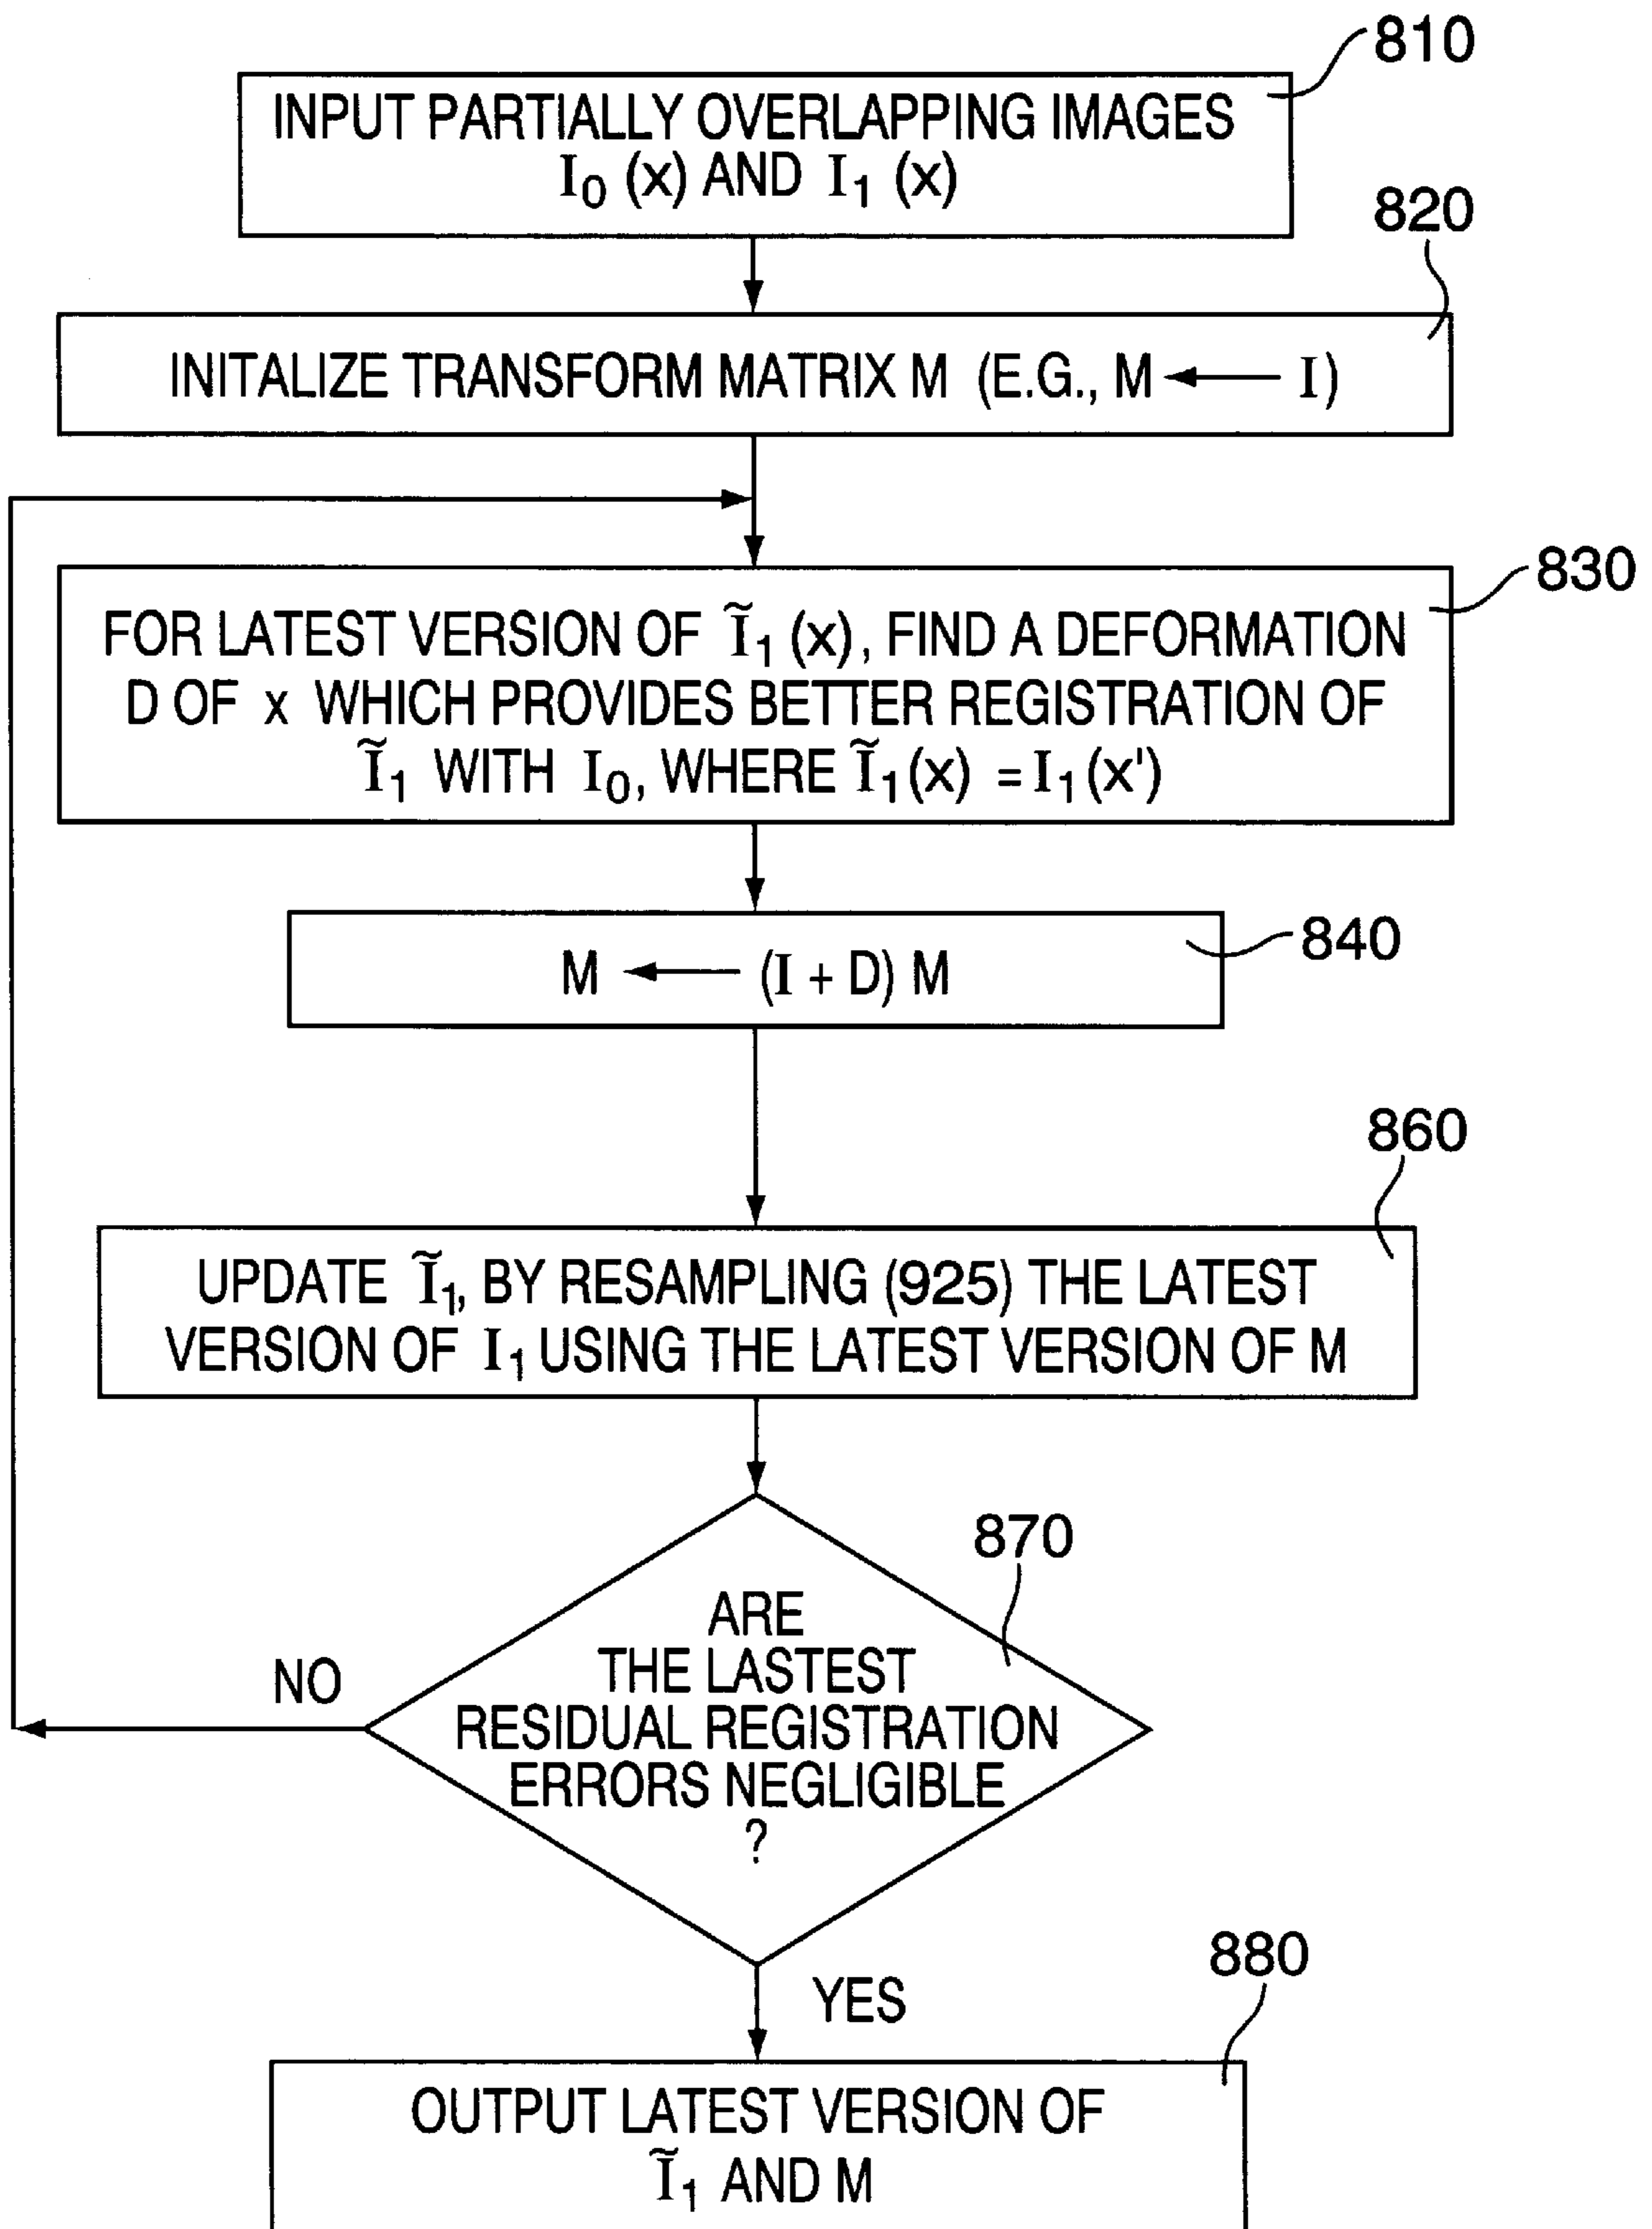 810
INPUT PARTIALLY OVERLAPPING IMAGES
I₀ (x) AND I₁ (x)
820
INITALIZE TRANSFORM MATRIX M (E.G., M ← I)
830
FOR LATEST VERSION OF Ĩ₁ (x), FIND A DEFORMATION
D OF x WHICH PROVIDES BETTER REGISTRATION OF
Ĩ₁ WITH I₀, WHERE Ĩ₁(x) = I₁(x')
840
M ← (I + D) M
860
UPDATE Ĩ₁, BY RESAMPLING (925) THE LATEST
VERSION OF I₁ USING THE LATEST VERSION OF M
870
ARE
THE LASTEST
RESIDUAL REGISTRATION
ERRORS NEGLIGIBLE
?
NO
YES
880
OUTPUT LATEST VERSION OF
Ĩ₁ AND M